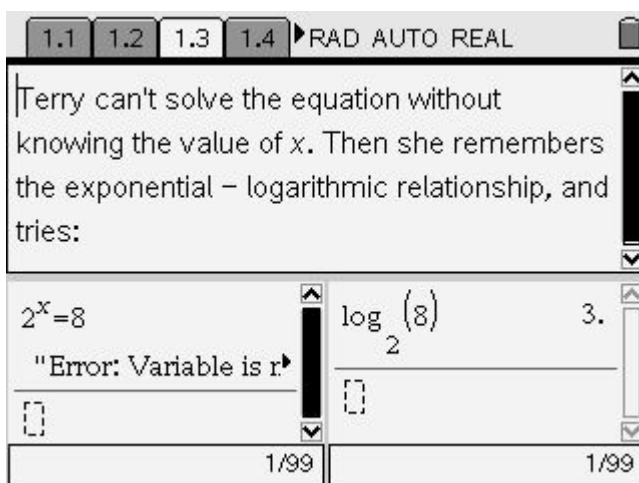 1.1 1.2 1.3 1.4 RAD AUTO REAL
Terry can't solve the equation without
knowing the value of x. Then she remembers
the exponential – logarithmic relationship, and
tries:
2^x=8
"Error: Variable is r
1/99
log₂(8) 3.
1/99